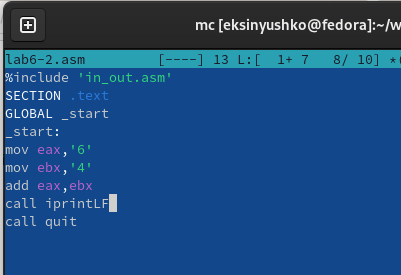 mc [eksinyushko@fedora]:~/w
lab6-2.asm [----] 13 L:[ 1+ 7 8/ 10]
%include 'in_out.asm'
SECTION .text
GLOBAL _start
_start:
mov eax,'6'
mov ebx,'4'
add eax,ebx
call iprintLF
call quit